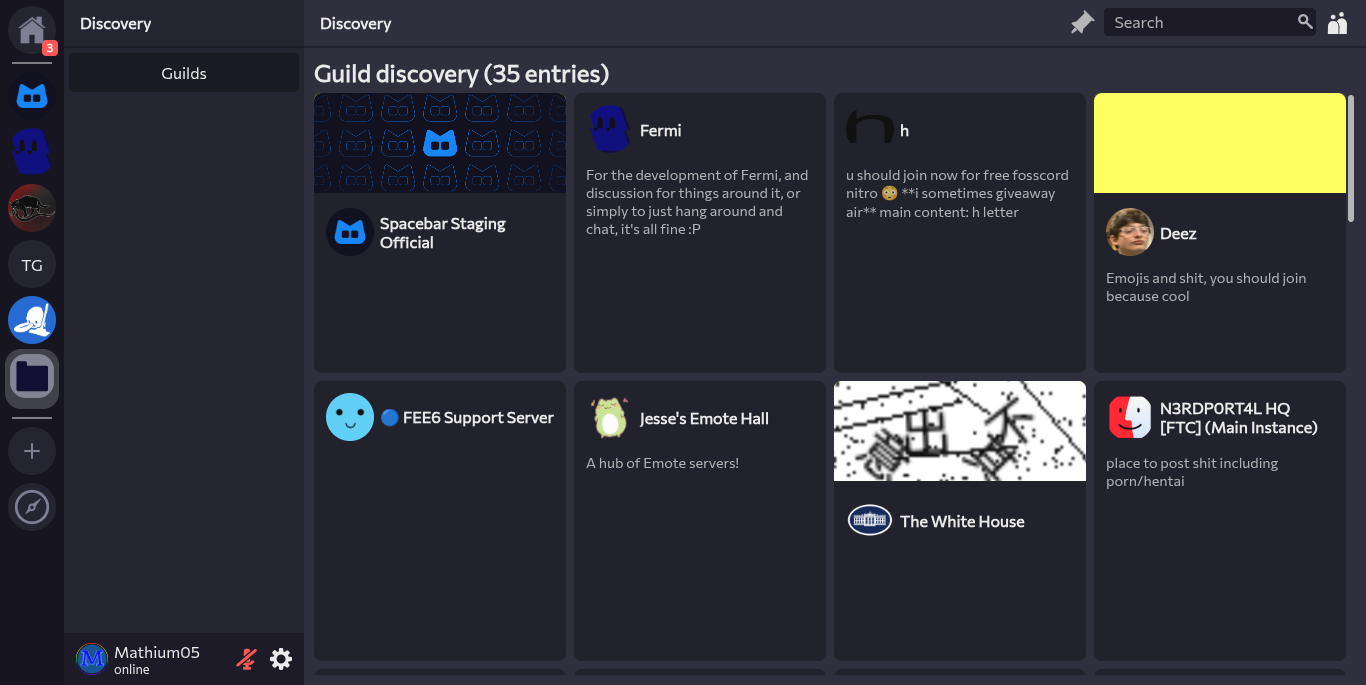 Discovery
Discovery
Search
3
Guilds
Guild discovery (35 entries)
Spacebar Staging
Official
Fermi
For the development of Fermi, and
discussion for things around it, or
simply to just hang around and
chat, it's all fine :P
h
u should join now for free fosscord
nitro 😳 **i sometimes giveaway
air** main content: h letter
Deez
Emojis and shit, you should join
because cool
TG
🔵 FEE6 Support Server
Jesse's Emote Hall
A hub of Emote servers!
出
The White House
N3RDP0RT4L HQ
[FTC] (Main Instance)
place to post shit including
porn/hentai
M
Mathium05
online